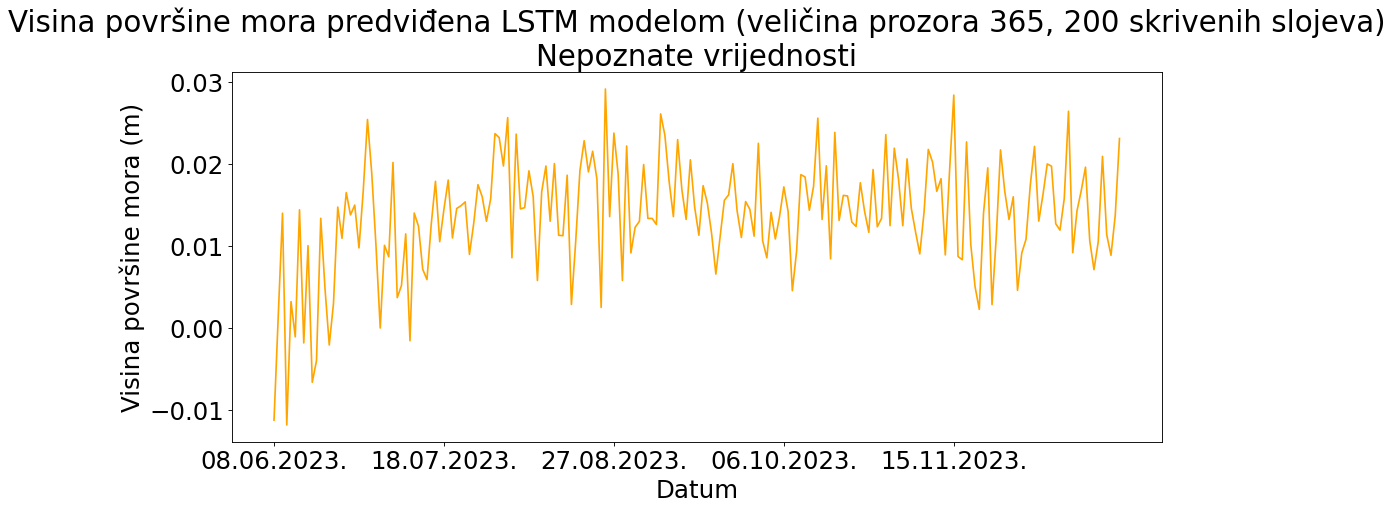 Visina površine mora predviđena LSTM modelom (veličina prozora 365, 200 skrivenih slojeva)
Nepoznate vrijednosti
0.03
0.02
0.01
0.00
−0.01
Visina površine mora (m)
08.06.2023. 18.07.2023. 27.08.2023. 06.10.2023. 15.11.2023.
Datum